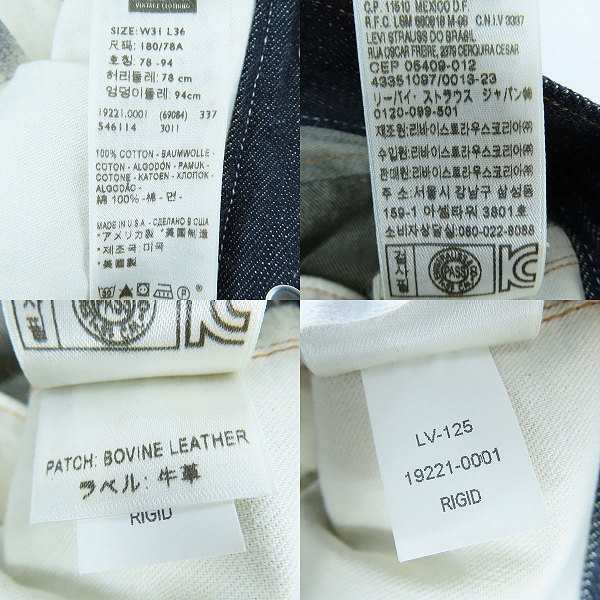 VINTAGE CLOTHING
SIZE: W31 L36
尺码: 180/78A
호칭: 78 - 94
허리둘레: 78 cm
엉덩이둘레: 94cm
19221.0001 (69084) 337
546114 3011
100% COTTON - BAUMWOLLE -
COTON - ALGODÓN - PAMUK -
COTONE - KATOEN - ХЛОПОК -
ALGODÃO -
綿 100% - 棉 - 면 -
MADE IN U.S.A - СДЕЛАНО В США
*アメリカ製 *美國制造
*제조국: 미국
*美國製
C.P. 11510 MEXICO D.F.
LEVI STRAUSS DO BRASIL
RUA OSCAR FREIRE, 2379 CERQUEIRA CESAR
CEP 05409-012
43351097/0013-23
リーバイ・ストラウス ジャパン㈱
0120-099-501
제조원:리바이스트라우스코리아(주)
수입원:리바이스트라우스코리아(주)
판매원:리바이스트라우스코리아(주)
주소:서울시 강남구 삼성동
159-1 아셈타워 3801호
소비자상담실:080-022-8088
PASS
PATCH: BOVINE LEATHER
ラベル: 牛革
RIGID
LV-125
19221-0001
RIGID